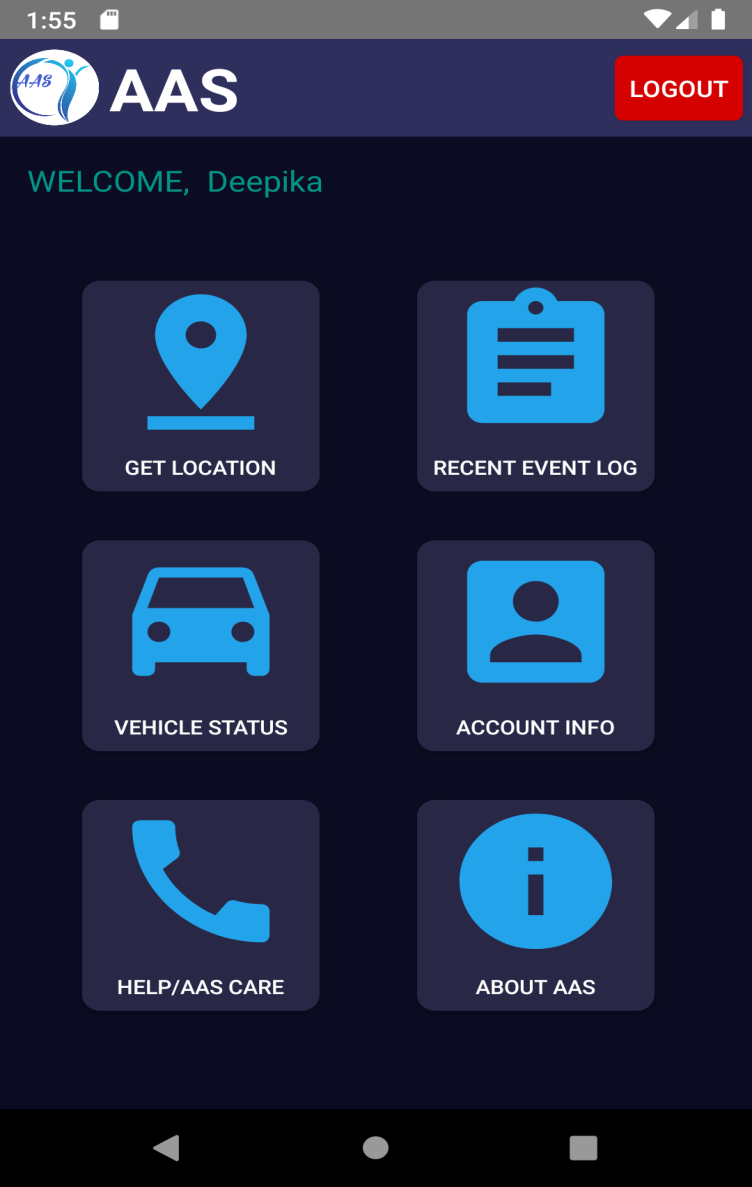 1:55
AAS
AAS
LOGOUT
WELCOME, Deepika
GET LOCATION
RECENT EVENT LOG
VEHICLE STATUS
ACCOUNT INFO
HELP/AAS CARE
ABOUT AAS